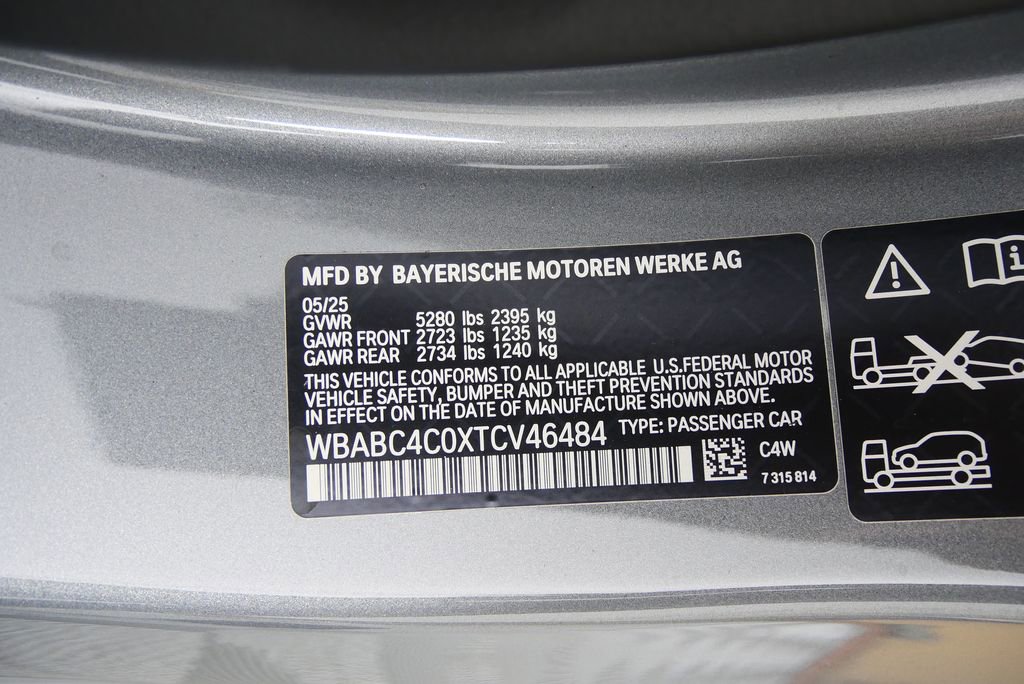 MFD BY BAYERISCHE MOTOREN WERKE AG
05/25
GVWR 5280 lbs 2395 kg
GAWR FRONT 2723 lbs 1235 kg
GAWR REAR 2734 lbs 1240 kg
THIS VEHICLE CONFORMS TO ALL APPLICABLE U.S.FEDERAL MOTOR
VEHICLE SAFETY, BUMPER AND THEFT PREVENTION STANDARDS
IN EFFECT ON THE DATE OF MANUFACTURE SHOWN ABOVE.
WBABC4C0XTCV46484 TYPE: PASSENGER CAR
C4W
7 315 814